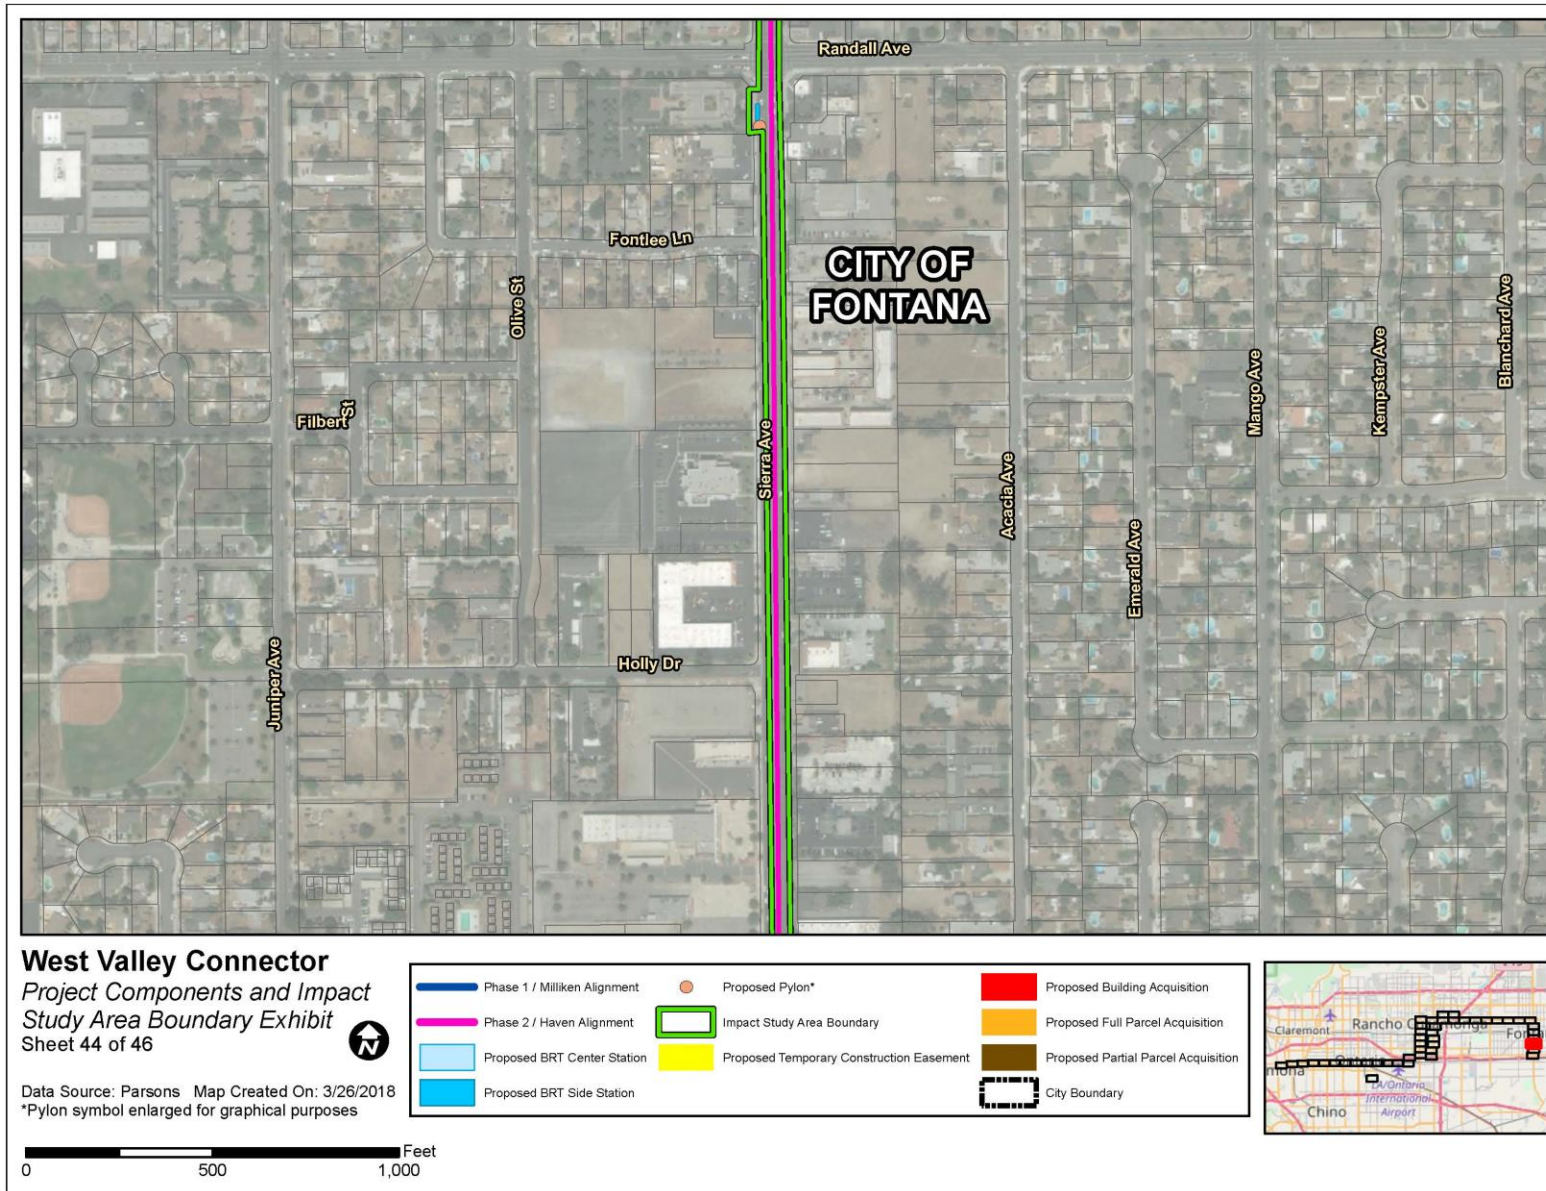 Randall Ave
Fontlee Ln
CITY OF
FONTANA
Olive St
Blanchard Ave
Kempster Ave
Mango Ave
Filbert St
Sierra Ave
Acacia Ave
Emerald Ave
Holly Dr
Juniper Ave
West Valley Connector
Project Components and Impact
Study Area Boundary Exhibit
Sheet 44 of 46
N
Data Source: Parsons Map Created On: 3/26/2018
*Pylon symbol enlarged for graphical purposes
Feet
0 500 1,000
Phase 1 / Milliken Alignment
Phase 2 / Haven Alignment
Proposed BRT Center Station
Proposed BRT Side Station
Proposed Pylon*
Impact Study Area Boundary
Proposed Temporary Construction Easement
Proposed Building Acquisition
Proposed Full Parcel Acquisition
Proposed Partial Parcel Acquisition
City Boundary
Claremont
Rancho
Chino
LA/Ontario
International
Airport